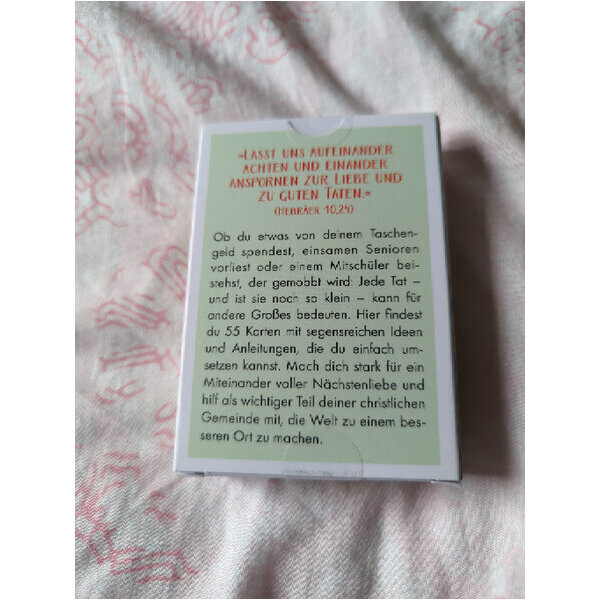 »Lasst uns aufeinander
achten und einander
anspornen zur Liebe und
zu guten Taten.«
(Hebräer 10,24)
Ob du etwas von deinem Taschen-
geld spendest, einsamen Senioren
vorliest oder einem Mitschüler bei-
stehst, der gemobbt wird: Jede Tat –
und ist sie noch so klein – kann für
andere Großes bedeuten. Hier findest
du 55 Karten mit segensreichen Ideen
und Anleitungen, die du einfach um-
setzen kannst. Mach dich stark für ein
Miteinander voller Nächstenliebe und
hilf als wichtiger Teil deiner christlichen
Gemeinde mit, die Welt zu einem bes-
seren Ort zu machen.